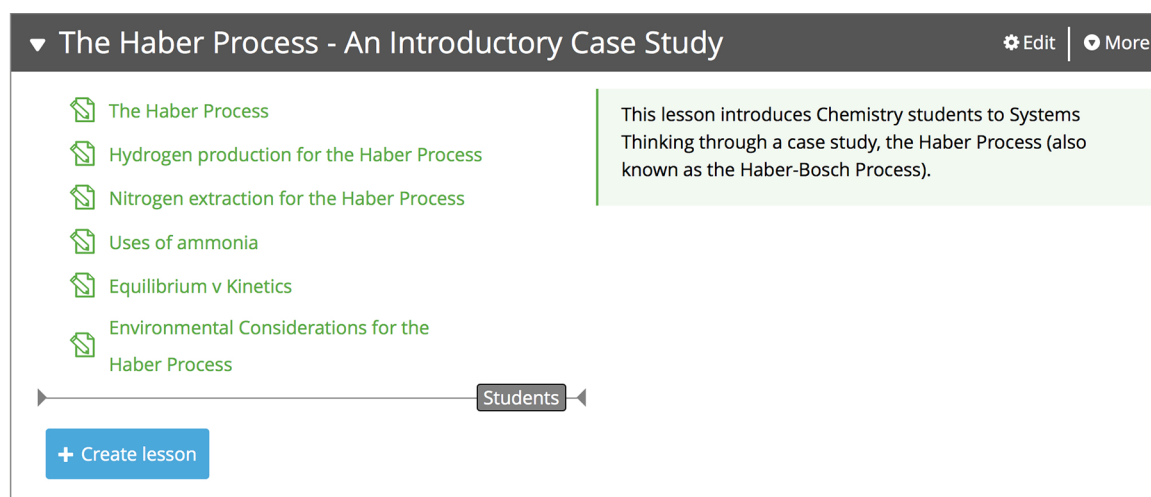 The Haber Process - An Introductory Case Study
Edit
More
The Haber Process
Hydrogen production for the Haber Process
Nitrogen extraction for the Haber Process
Uses of ammonia
Equilibrium v Kinetics
Environmental Considerations for the
Haber Process
Students
+ Create lesson
This lesson introduces Chemistry students to Systems
Thinking through a case study, the Haber Process (also
known as the Haber-Bosch Process).